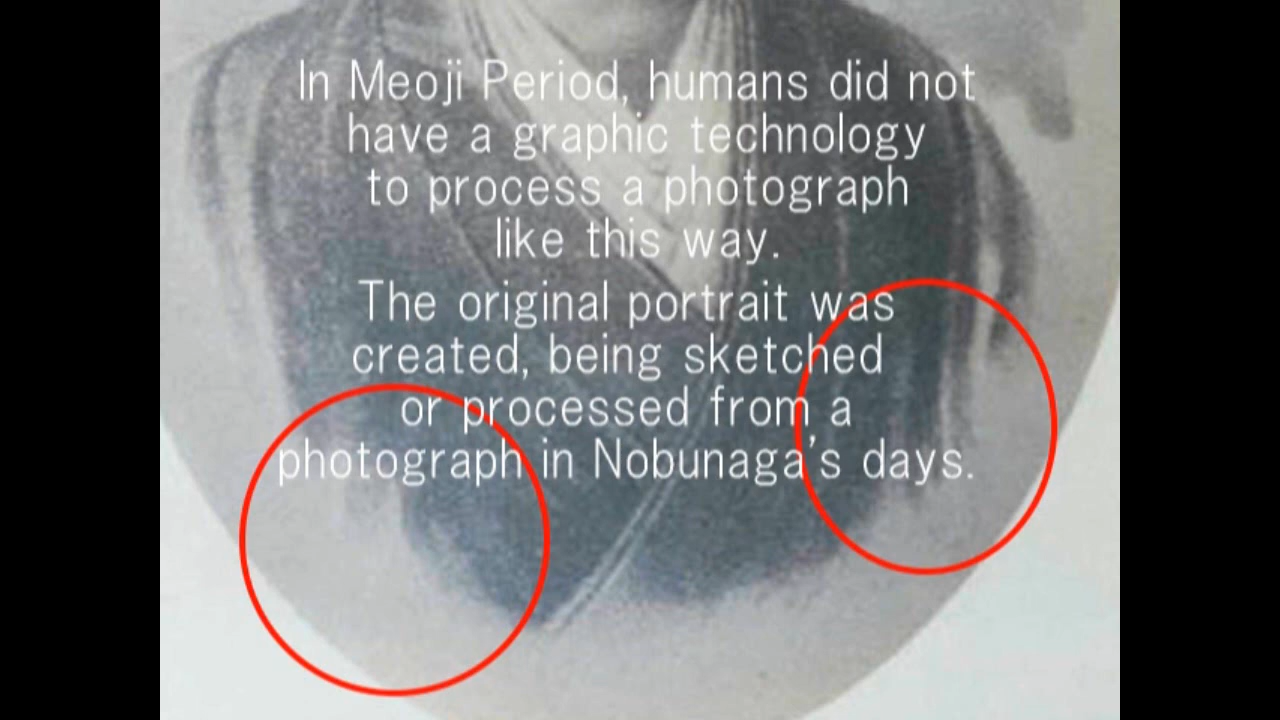 In Meoji Period, humans did not
have a graphic technology
to process a photograph
like this way.
The original portrait was
created, being sketched
or processed from a
photograph in Nobunaga's days.